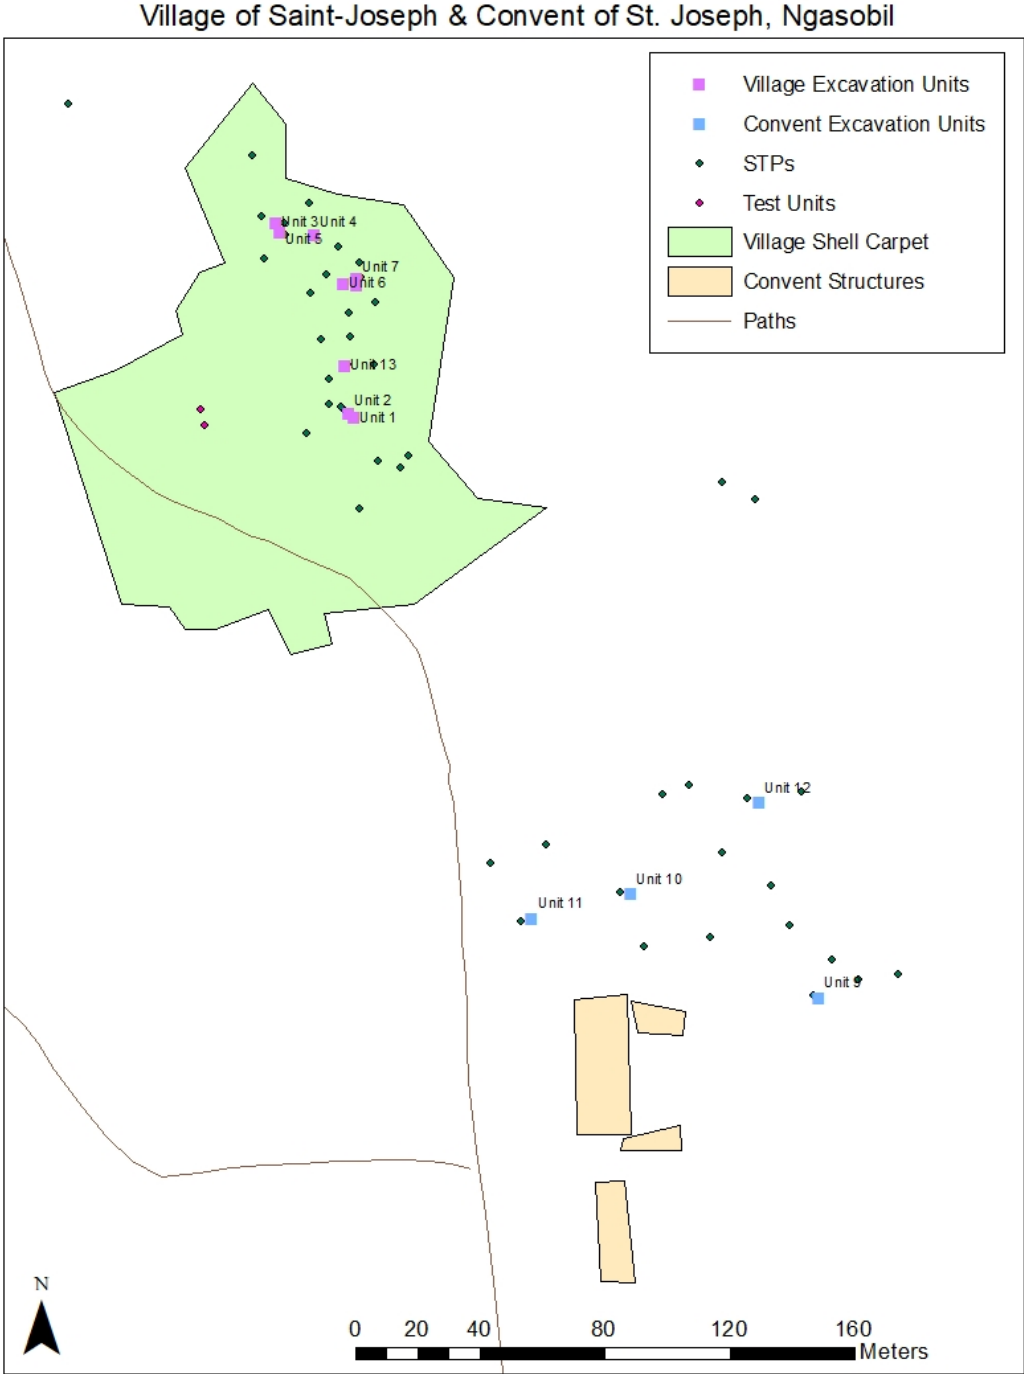 Village of Saint-Joseph & Convent of St. Joseph, Ngasobil
Village Excavation Units
Convent Excavation Units
STPs
Test Units
Village Shell Carpet
Convent Structures
Paths
Unit 3 Unit 4
Unit 5
Unit 7
Unit 6
Unit 13
Unit 2
Unit 1
Unit 12
Unit 10
Unit 11
Unit 9
N
0 20 40 80 120 160
Meters